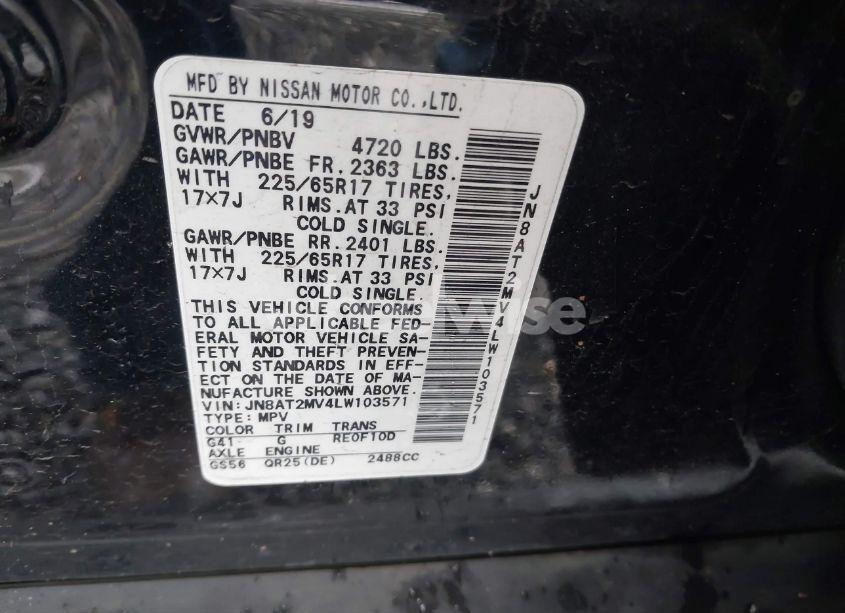 MFD BY NISSAN MOTOR CO.,LTD.
DATE 6/19
GVWR/PNBV 4720 LBS.
GAWR/PNBE FR. 2363 LBS.
WITH 225/65R17 TIRES,
17×7J RIMS.AT 33 PSI
COLD SINGLE.
GAWR/PNBE RR. 2401 LBS.
WITH 225/65R17 TIRES,
17×7J RIMS.AT 33 PSI
COLD SINGLE.
THIS VEHICLE CONFORMS
TO ALL APPLICABLE FED-
ERAL MOTOR VEHICLE SA-
FETY AND THEFT PREVEN-
TION STANDARDS IN EFF-
ECT ON THE DATE OF MA-
NUFACTURE SHOWN ABOVE.
VIN: JN8AT2MV4LW103571
TYPE: MPV
COLOR TRIM TRANS
G41- G RE0F10D
AXLE ENGINE
GS56 QR25(DE) 2488CC
JN8AT2MV4LW103571